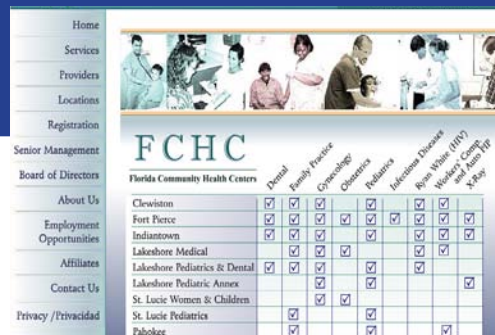 Home
Services
Providers
Locations
Registration
Senior Management
Board of Directors
About Us
Employment
Opportunities
Affiliates
Contact Us
Privacy /Privacidad
FCHC
Florida Community Health Centers
Dental
Family Practice
Gynecology
Obstetrics
Pediatrics
Infectious Diseases
Ryan White (HIV)
Workers' Comp
and Auto PIP
X-Ray
Clewiston
Fort Pierce
Indiantown
Lakeshore Medical
Lakeshore Pediatrics & Dental
Lakeshore Pediatric Annex
St. Lucie Women & Children
St. Lucie Pediatrics
Pahokee